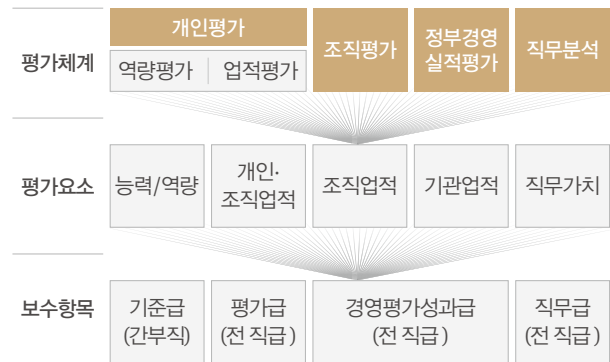 평가체계
개인평가
역량평가 업적평가
조직평가
정부경영
실적평가
직무분석
평가요소
능력/역량
개인·
조직업적
조직업적
기관업적
직무가치
보수항목
기준급
(간부직)
평가급
(전 직급)
경영평가성과급
(전 직급)
직무급
(전 직급)